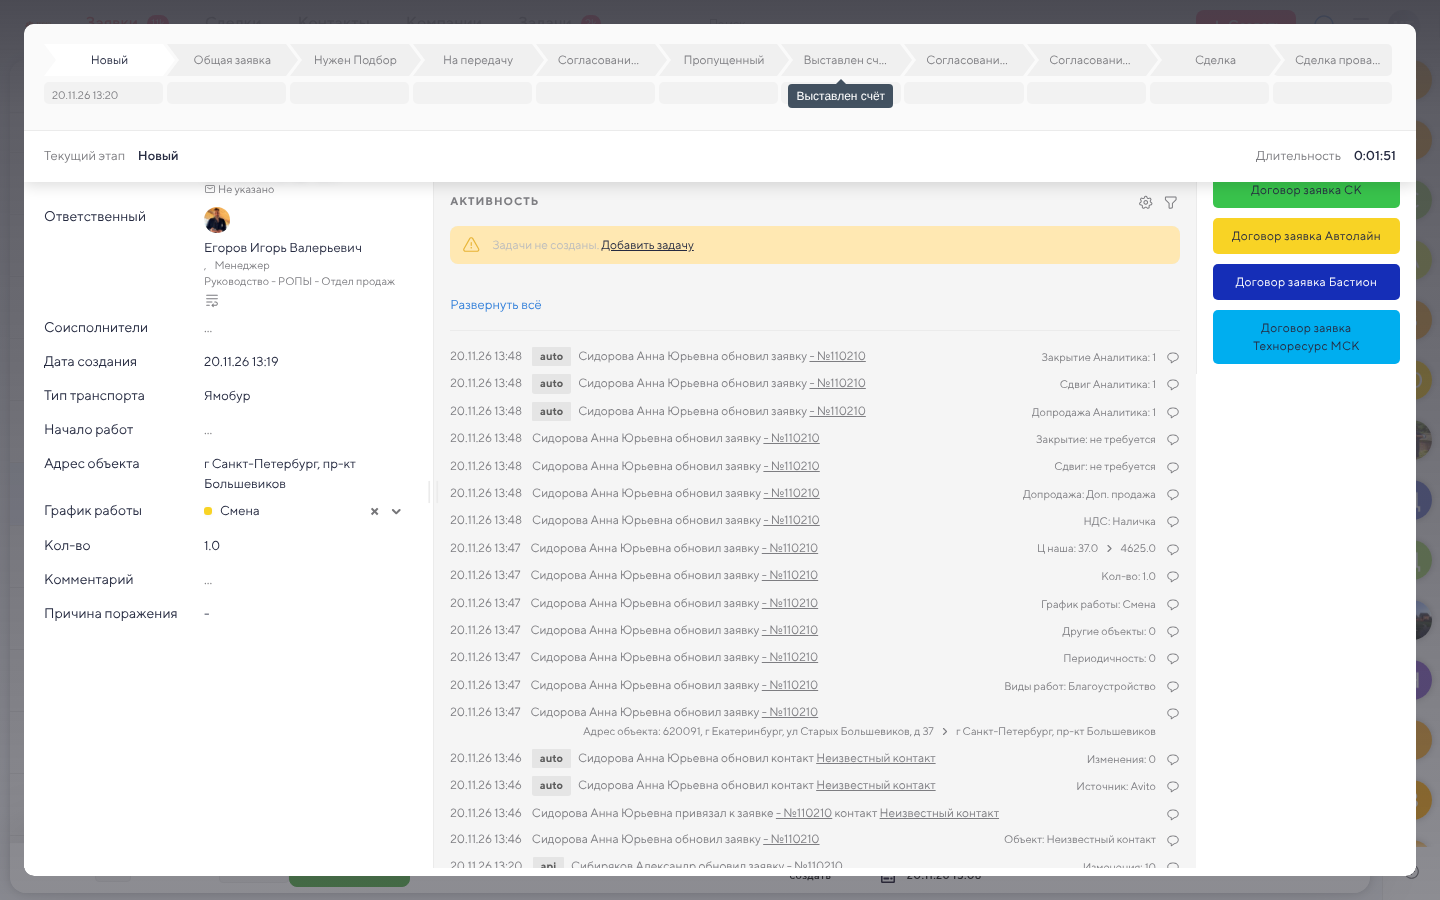 Новый
Общая заявка
Нужен Подбор
На передачу
Согласовани...
Пропущенный
Выставлен сч...
Согласовани...
Согласовани...
Сделка
Сделка прова...
20.11.26 13:20
Выставлен счёт
Текущий этап Новый
Длительность 0:01:51
Не указано
Ответственный
Егоров Игорь Валерьевич
, Менеджер
Руководство - РОПЫ - Отдел продаж
Соисполнители ...
Дата создания 20.11.26 13:19
Тип транспорта Ямобур
Начало работ ...
Адрес объекта г Санкт-Петербург, пр-кт
Большевиков
График работы Смена
Кол-во 1.0
Комментарий ...
Причина поражения -
АКТИВНОСТЬ
Задачи не созданы. Добавить задачу
Развернуть всё
20.11.26 13:48 auto Сидорова Анна Юрьевна обновил заявку - №110210 Закрытие Аналитика: 1
20.11.26 13:48 auto Сидорова Анна Юрьевна обновил заявку - №110210 Сдвиг Аналитика: 1
20.11.26 13:48 auto Сидорова Анна Юрьевна обновил заявку - №110210 Допродажа Аналитика: 1
20.11.26 13:48 Сидорова Анна Юрьевна обновил заявку - №110210 Закрытие: не требуется
20.11.26 13:48 Сидорова Анна Юрьевна обновил заявку - №110210 Сдвиг: не требуется
20.11.26 13:48 Сидорова Анна Юрьевна обновил заявку - №110210 Допродажа: Доп. продажа
20.11.26 13:48 Сидорова Анна Юрьевна обновил заявку - №110210 НДС: Наличка
20.11.26 13:47 Сидорова Анна Юрьевна обновил заявку - №110210 Ц наша: 37.0 > 4625.0
20.11.26 13:47 Сидорова Анна Юрьевна обновил заявку - №110210 Кол-во: 1.0
20.11.26 13:47 Сидорова Анна Юрьевна обновил заявку - №110210 График работы: Смена
20.11.26 13:47 Сидорова Анна Юрьевна обновил заявку - №110210 Другие объекты: 0
20.11.26 13:47 Сидорова Анна Юрьевна обновил заявку - №110210 Периодичность: 0
20.11.26 13:47 Сидорова Анна Юрьевна обновил заявку - №110210 Виды работ: Благоустройство
20.11.26 13:47 Сидорова Анна Юрьевна обновил заявку - №110210
Адрес объекта: 620091, г Екатеринбург, ул Старых Большевиков, д 37 > г Санкт-Петербург, пр-кт Большевиков
20.11.26 13:46 auto Сидорова Анна Юрьевна обновил контакт Неизвестный контакт Изменения: 0
20.11.26 13:46 auto Сидорова Анна Юрьевна обновил контакт Неизвестный контакт Источник: Avito
20.11.26 13:46 Сидорова Анна Юрьевна привязал к заявке - №110210 контакт Неизвестный контакт
20.11.26 13:46 Сидорова Анна Юрьевна обновил заявку - №110210 Объект: Неизвестный контакт
20.11.26 13:20 api Сибиряков Александр обновил заявку - №110210 Изменения: 10
Договор заявка СК
Договор заявка Автолайн
Договор заявка Бастион
Договор заявка
Техноресурс МСК